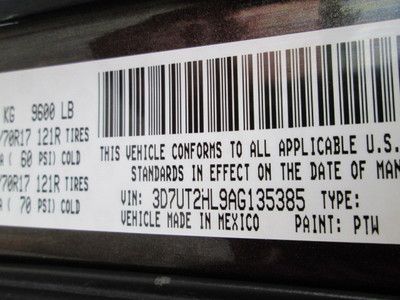 KG 9600 LB
/70R17 121R TIRES
A ( 60 PSI) COLD
/70R17 121R TIRES
A ( 70 PSI) COLD
THIS VEHICLE CONFORMS TO ALL APPLICABLE U.S.
STANDARDS IN EFFECT ON THE DATE OF MAN
VIN: 3D7UT2HL9AG135385 TYPE:
VEHICLE MADE IN MEXICO PAINT: PTW